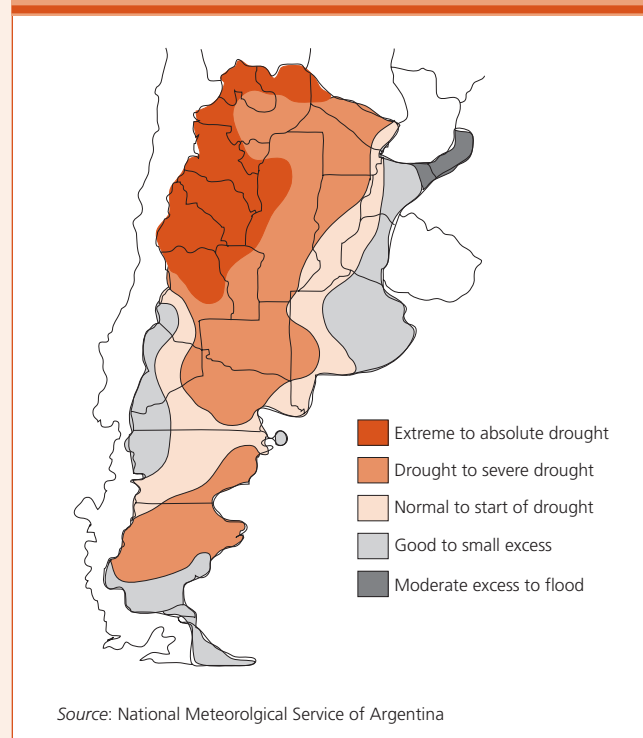 Extreme to absolute drought
Drought to severe drought
Normal to start of drought
Good to small excess
Moderate excess to flood
Source: National Meteorolgical Service of Argentina